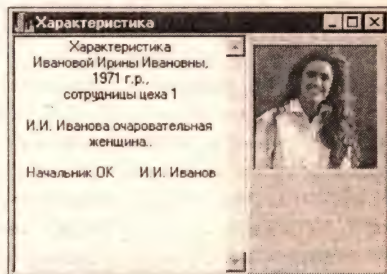 Характеристика
Характеристика
Ивановой Ирины Ивановны,
1971 г.р.,
сотрудницы цеха 1
И.И. Иванова очаровательная
женщина..
Начальник ОК И.И. Иванов